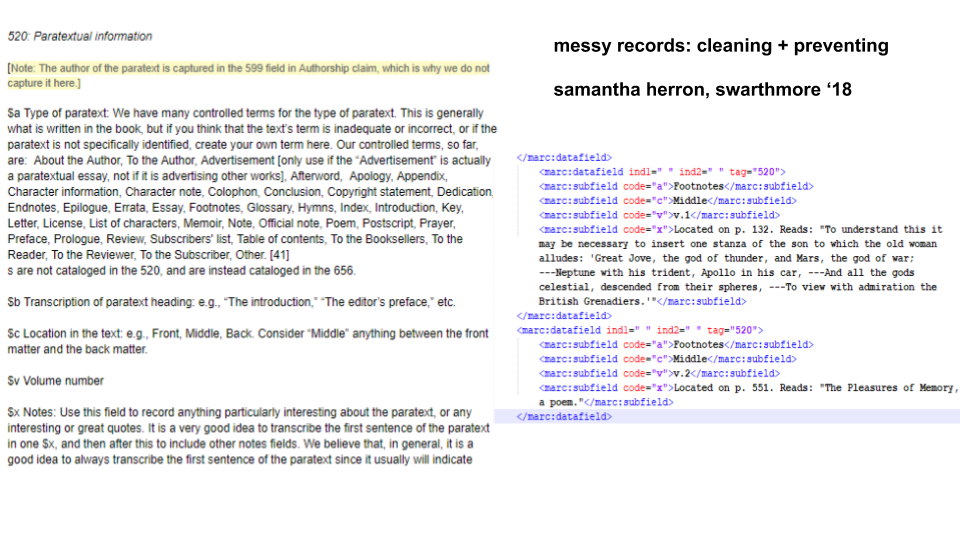 520: Paratextual information
[Note: The author of the paratext is captured in the 599 field in Authorship claim, which is why we do not
capture it here.]
$a Type of paratext: We have many controlled terms for the type of paratext. This is generally
what is written in the book, but if you think that the text's term is inadequate or incorrect, or if the
paratext is not specifically identified, create your own term here. Our controlled terms, so far,
are:  About the Author, To the Author, Advertisement [only use if the “Advertisement” is actually
a paratextual essay, not if it is advertising other works], Afterword,  Apology, Appendix,
Character information, Character note, Colophon, Conclusion, Copyright statement, Dedication,
Endnotes, Epilogue, Errata, Essay, Footnotes, Glossary, Hymns, Index, Introduction, Key,
Letter, License, List of characters, Memoir, Note, Official note, Poem, Postscript, Prayer,
Preface, Prologue, Review, Subscribers' list, Table of contents, To the Booksellers, To the
Reader, To the Reviewer, To the Subscriber, Other. [41]
s are not cataloged in the 520, and are instead cataloged in the 656.
$b Transcription of paratext heading: e.g., “The introduction,” “The editor's preface,” etc.
$c Location in the text: e.g., Front, Middle, Back. Consider “Middle” anything between the front
matter and the back matter.
$v Volume number
$x Notes: Use this field to record anything particularly interesting about the paratext, or any
interesting or great quotes. It is a very good idea to transcribe the first sentence of the paratext
in one $x, and then after this to include other notes fields. We believe that, in general, it is a
good idea to always transcribe the first sentence of the paratext since it usually will indicate
messy records: cleaning + preventing
samantha herron, swarthmore ‘18
</marc:datafield>
<marc:datafield ind1=" " ind2=" " tag="520">
<marc:subfield code="a">Footnotes</marc:subfield>
<marc:subfield code="c">Middle</marc:subfield>
<marc:subfield code="v">v.1</marc:subfield>
<marc:subfield code="x">Located on p. 132. Reads: "To understand this it
may be necessary to insert one stanza of the son to which the old woman
alludes: 'Great Jove, the god of thunder, and Mars, the god of war;
---Neptune with his trident, Apollo in his car, ---And all the gods
celestial, descended from their spheres, ---To view with admiration the
British Grenadiers.'"</marc:subfield>
</marc:datafield>
<marc:datafield ind1=" " ind2=" " tag="520">
<marc:subfield code="a">Footnotes</marc:subfield>
<marc:subfield code="c">Middle</marc:subfield>
<marc:subfield code="v">v.2</marc:subfield>
<marc:subfield code="x">Located on p. 551. Reads: "The Pleasures of Memory,
a poem."</marc:subfield>
</marc:datafield>